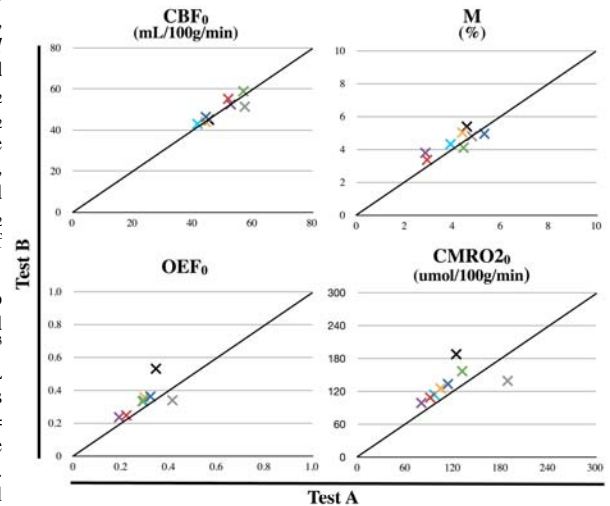 CBF₀
(mL/100g/min)
80
60
40
20
0
0 20 40 60 80
M
(%)
10
8
6
4
2
0
0 2 4 6 8 10
Test B
OEF₀
1.0
0.8
0.6
0.4
0.2
0
0 0.2 0.4 0.6 0.8 1.0
CMRO2₀
(umol/100g/min)
300
240
180
120
60
0
0 60 120 180 240 300
Test A